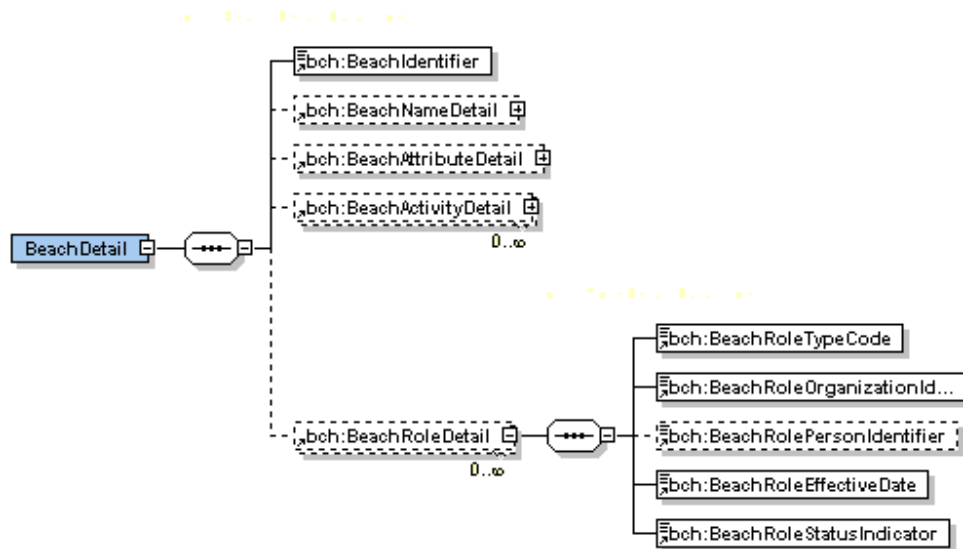 bch:BeachIdentifier
bch:BeachNameDetail
bch:BeachAttributeDetail
bch:BeachActivityDetail
0..∞
BeachDetail
bch:BeachRoleTypeCode
bch:BeachRoleOrganizationId...
bch:BeachRoleDetail
0..∞
bch:BeachRolePersonIdentifier
bch:BeachRoleEffectiveDate
bch:BeachRoleStatusIndicator